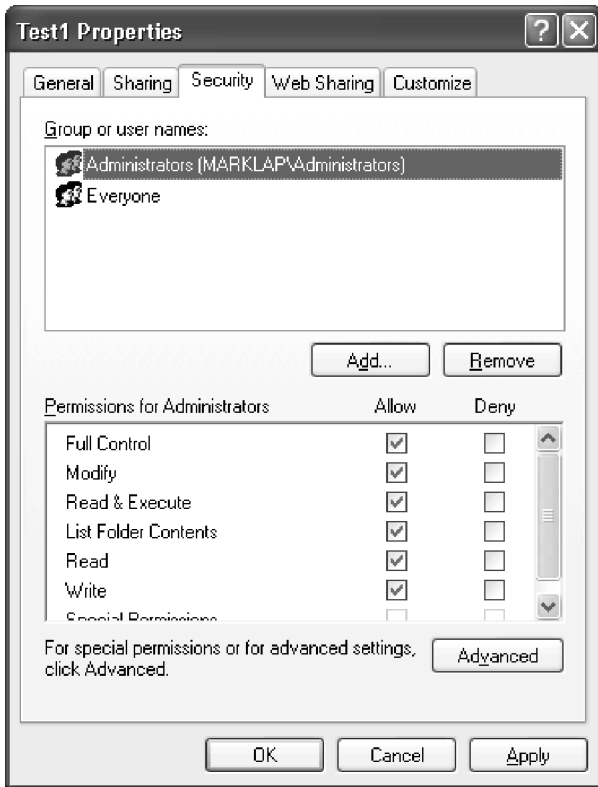 Test1 Properties
General Sharing Security Web Sharing Customize
Group or user names:
Administrators (MARKLAP\Administrators)
Everyone
Add... Remove
Permissions for Administrators Allow Deny
Full Control
Modify
Read & Execute
List Folder Contents
Read
Write
Special Permissions
For special permissions or for advanced settings,
click Advanced.
Advanced
OK Cancel Apply